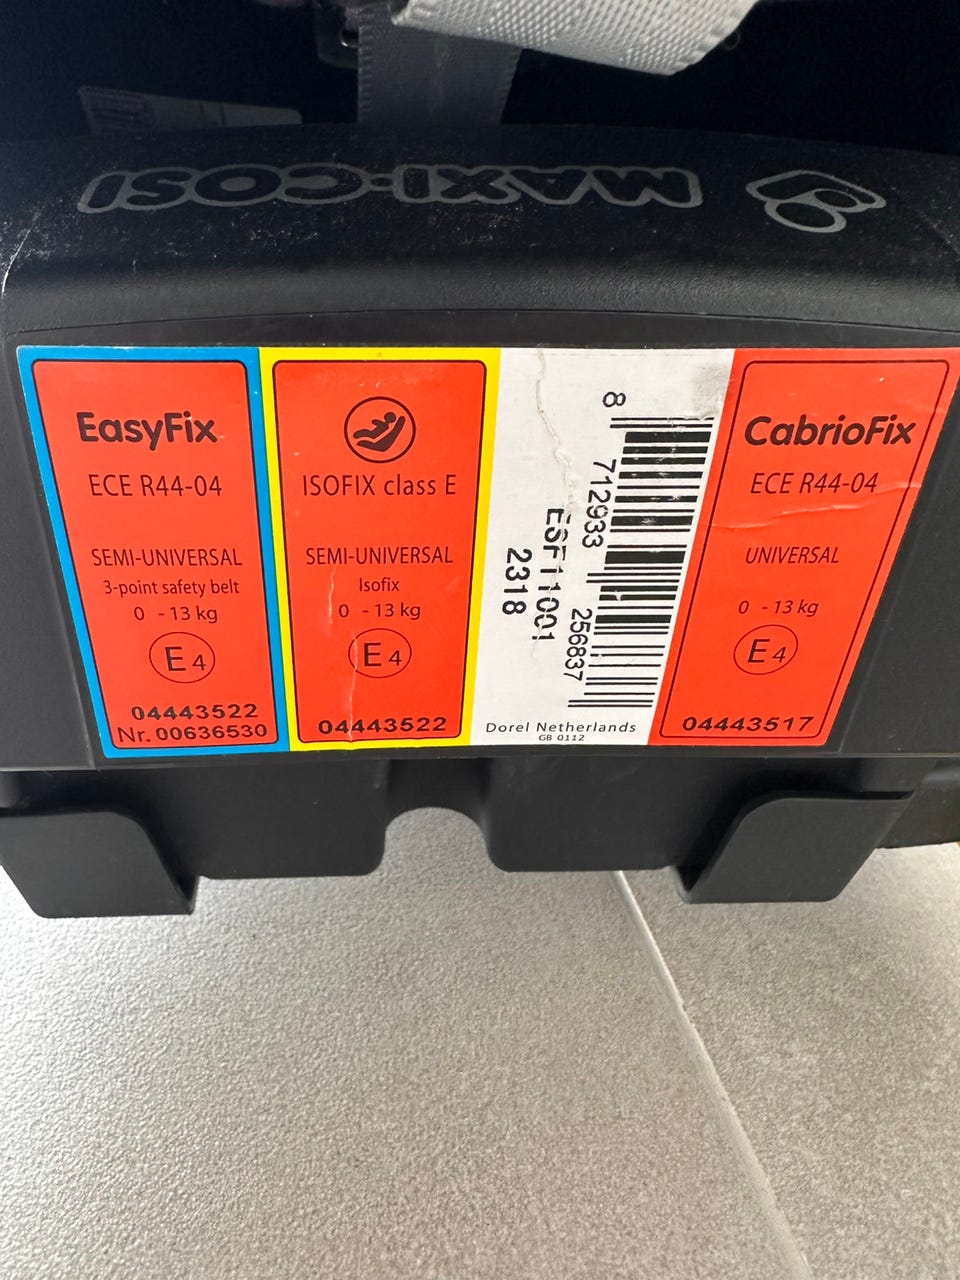 MAXI-COSI
EasyFix
ECE R44-04
SEMI-UNIVERSAL
3-point safety belt
0 - 13 kg
E4
04443522
Nr. 00636530
ISOFIX class E
SEMI-UNIVERSAL
Isofix
0 - 13 kg
E4
04443522
8 712933 256837
ESF11001
2318
Dorel Netherlands
GB 0112
CabrioFix
ECE R44-04
UNIVERSAL
0 - 13 kg
E4
04443517